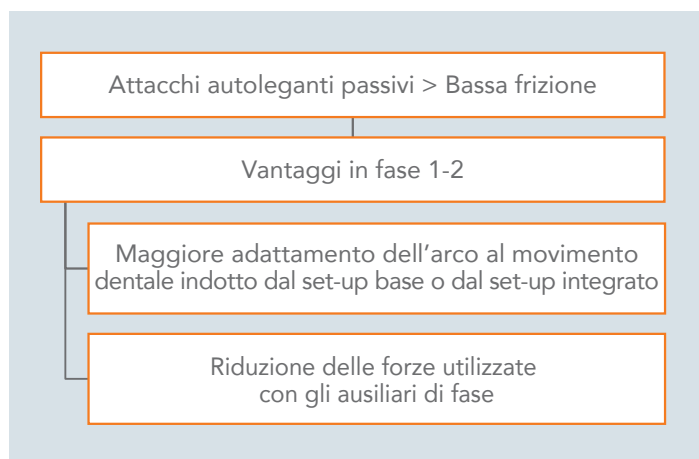 Attacchi autoleganti passivi > Bassa frizione
Vantaggi in fase 1-2
Maggiore adattamento dell'arco al movimento
dentale indotto dal set-up base o dal set-up integrato
Riduzione delle forze utilizzate
con gli ausiliari di fase